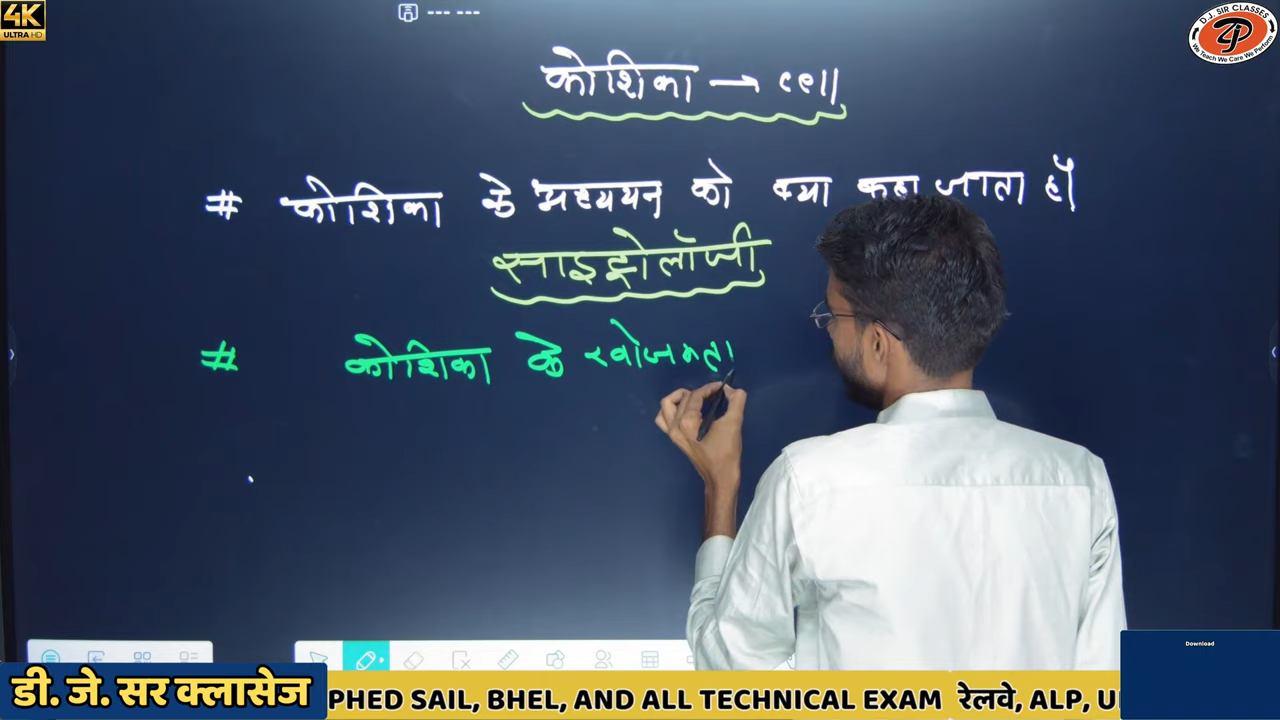 4K
ULTRA HD
D.J. SIR CLASSES
We Teach We Care We Perform
कोशिका → cell
# कोशिका के अध्ययन को क्या कहा जाता हैं
साइटोलॉजी
# कोशिका के खोजकर्ता
Download
डी. जे. सर क्लासेज
PHED SAIL, BHEL, AND ALL TECHNICAL EXAM रेलवे, ALP, U